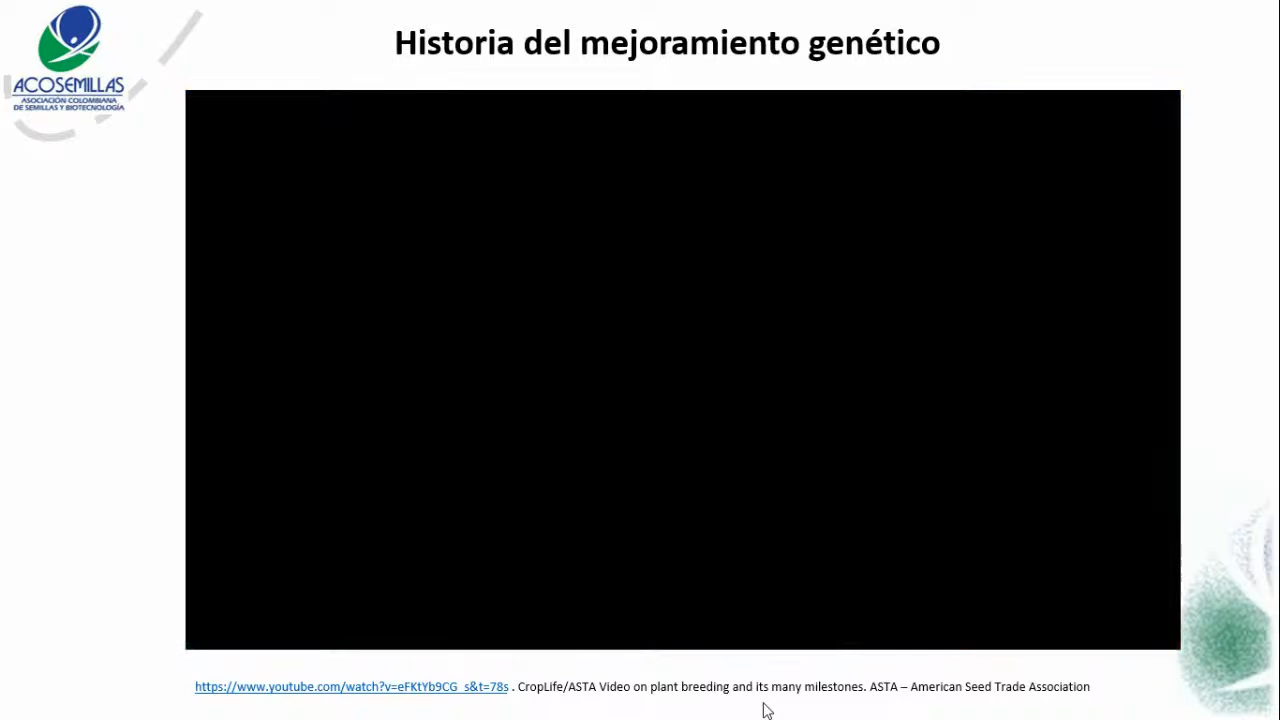 Historia del mejoramiento genético
ACOSEMILLAS
ASOCIACIÓN COLOMBIANA
DE SEMILLAS Y BIOTECNOLOGÍA
https://www.youtube.com/watch?v=eFKtYb9CG_s&t=78s . CropLife/ASTA Video on plant breeding and its many milestones. ASTA – American Seed Trade Association